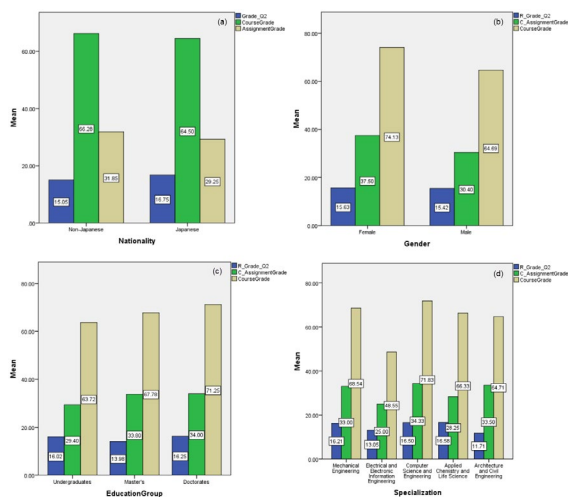 (a)
Grade_Q2
CourseGrade
AssignmentGrade
Mean
60.00
40.00
20.00
.00
66.28
64.50
31.85
29.25
15.05
16.75
Non-Japanese
Japanese
Nationality
(b)
R_Grade_Q2
C_AssignmentGrade
CourseGrade
Mean
80.00
60.00
40.00
20.00
0.00
74.13
64.69
37.50
30.40
15.63
15.42
Female
Male
Gender
(c)
R_Grade_Q2
C_AssignmentGrade
CourseGrade
Mean
80.00
60.00
40.00
20.00
0.00
63.72
67.78
71.25
29.40
33.60
34.00
16.02
13.98
16.25
Undergraduates
Master's
Doctorates
EducationGroup
(d)
R_Grade_Q2
C_AssignmentGrade
CourseGrade
Mean
80.00
60.00
40.00
20.00
0.00
68.54
48.55
71.83
66.33
64.71
33.00
25.00
34.33
28.25
33.50
16.21
13.05
16.50
16.58
11.71
Mechanical Engineering
Electrical and Electronic Information Engineering
Computer Science and Engineering
Applied Chemistry and Life Science
Architecture and Civil Engineering
Specialization